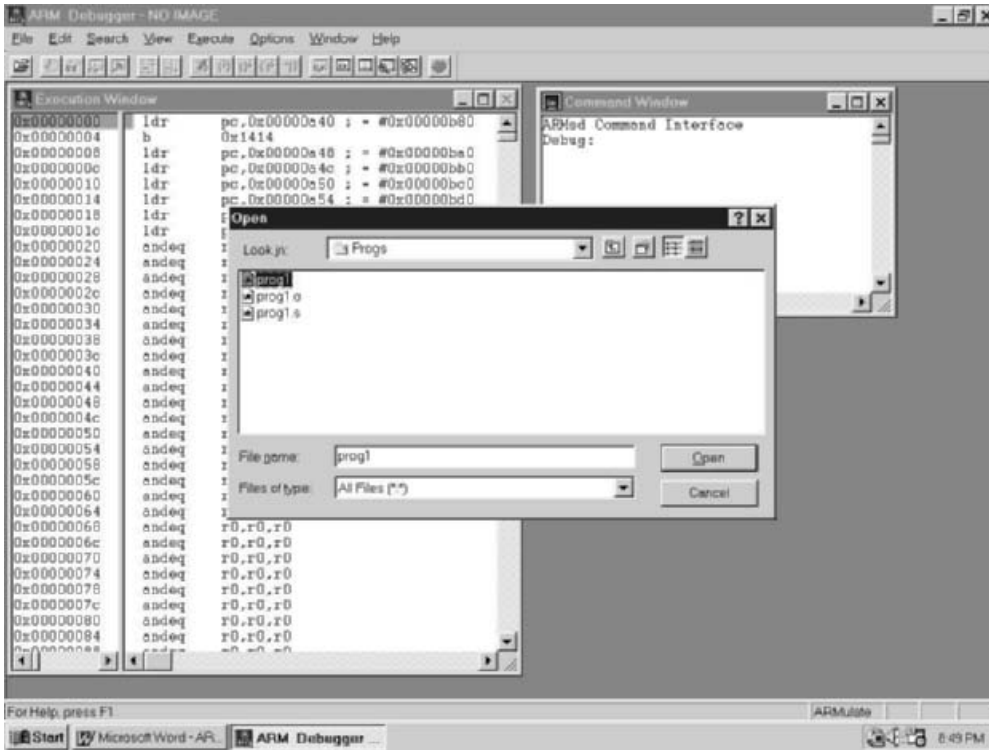 ARM Debugger - NO IMAGE
File Edit Search View Execute Options Window Help
Execution Window
0x00000000 ldr pc,0x00000a40 ; = #0x00000b80
0x00000004 b 0x1414
0x00000008 ldr pc,0x00000a48 ; = #0x00000ba0
0x0000000c ldr pc,0x00000a4c ; = #0x00000bb0
0x00000010 ldr pc,0x00000a50 ; = #0x00000bc0
0x00000014 ldr pc,0x00000a54 ; = #0x00000bd0
0x00000018 ldr
0x0000001c ldr
0x00000020 andeq
0x00000024 andeq
0x00000028 andeq
0x0000002c andeq
0x00000030 andeq
0x00000034 andeq
0x00000038 andeq
0x0000003c andeq
0x00000040 andeq
0x00000044 andeq
0x00000048 andeq
0x0000004c andeq
0x00000050 andeq
0x00000054 andeq
0x00000058 andeq
0x0000005c andeq
0x00000060 andeq
0x00000064 andeq
0x00000068 andeq r0,r0,r0
0x0000006c andeq r0,r0,r0
0x00000070 andeq r0,r0,r0
0x00000074 andeq r0,r0,r0
0x00000078 andeq r0,r0,r0
0x0000007c andeq r0,r0,r0
0x00000080 andeq r0,r0,r0
0x00000084 andeq r0,r0,r0
Command Window
ARMsd Command Interface
Debug:
Open
Look in: Progs
prog1
prog1.o
prog1.s
File name: prog1 Open
Files of type: All Files (*.*) Cancel
For Help, press F1 ARMulate
Start Microsoft Word - AR... ARM Debugger ... 8:49 PM